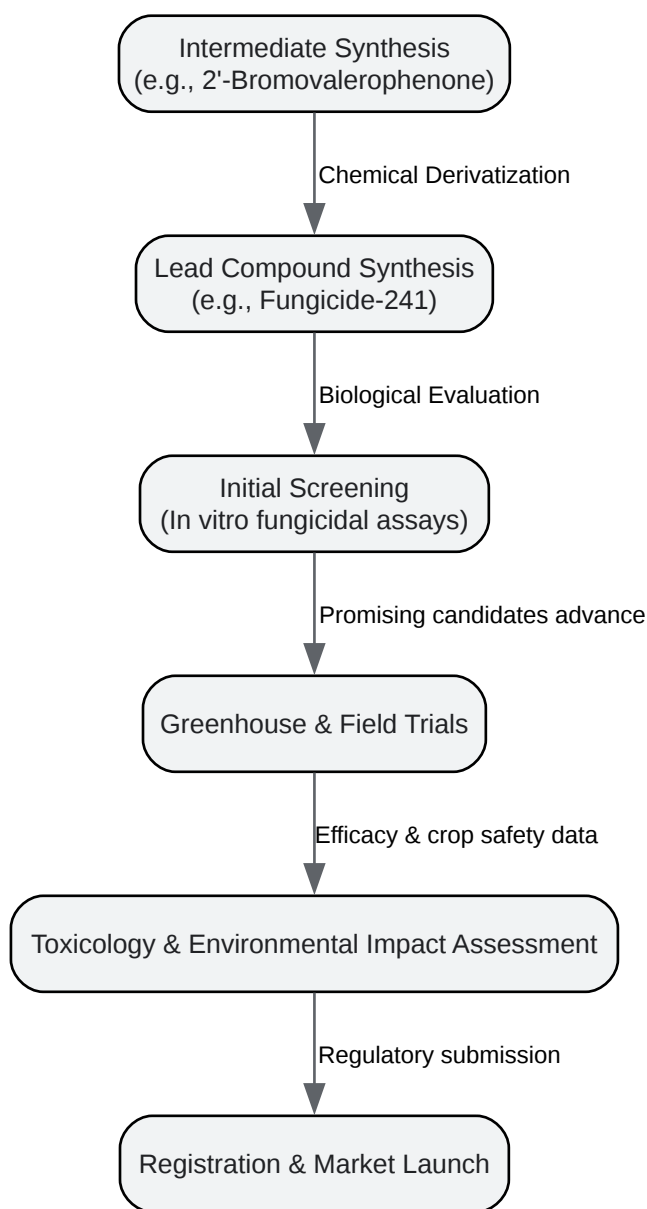 Intermediate Synthesis
(e.g., 2'-Bromovalerophenone)
Chemical Derivatization
Lead Compound Synthesis
(e.g., Fungicide-241)
Biological Evaluation
Initial Screening
(In vitro fungicidal assays)
Promising candidates advance
Greenhouse & Field Trials
Efficacy & crop safety data
Toxicology & Environmental Impact Assessment
Regulatory submission
Registration & Market Launch